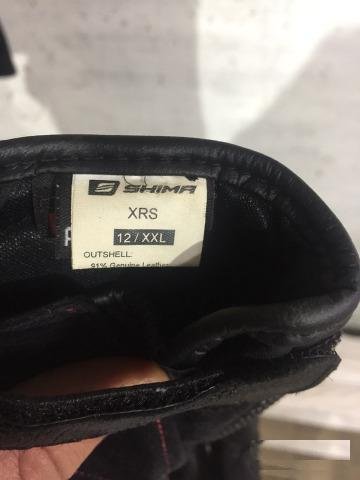 SHIMA
XRS
12 / XXL
OUTSHELL:
91% Genuine Leather